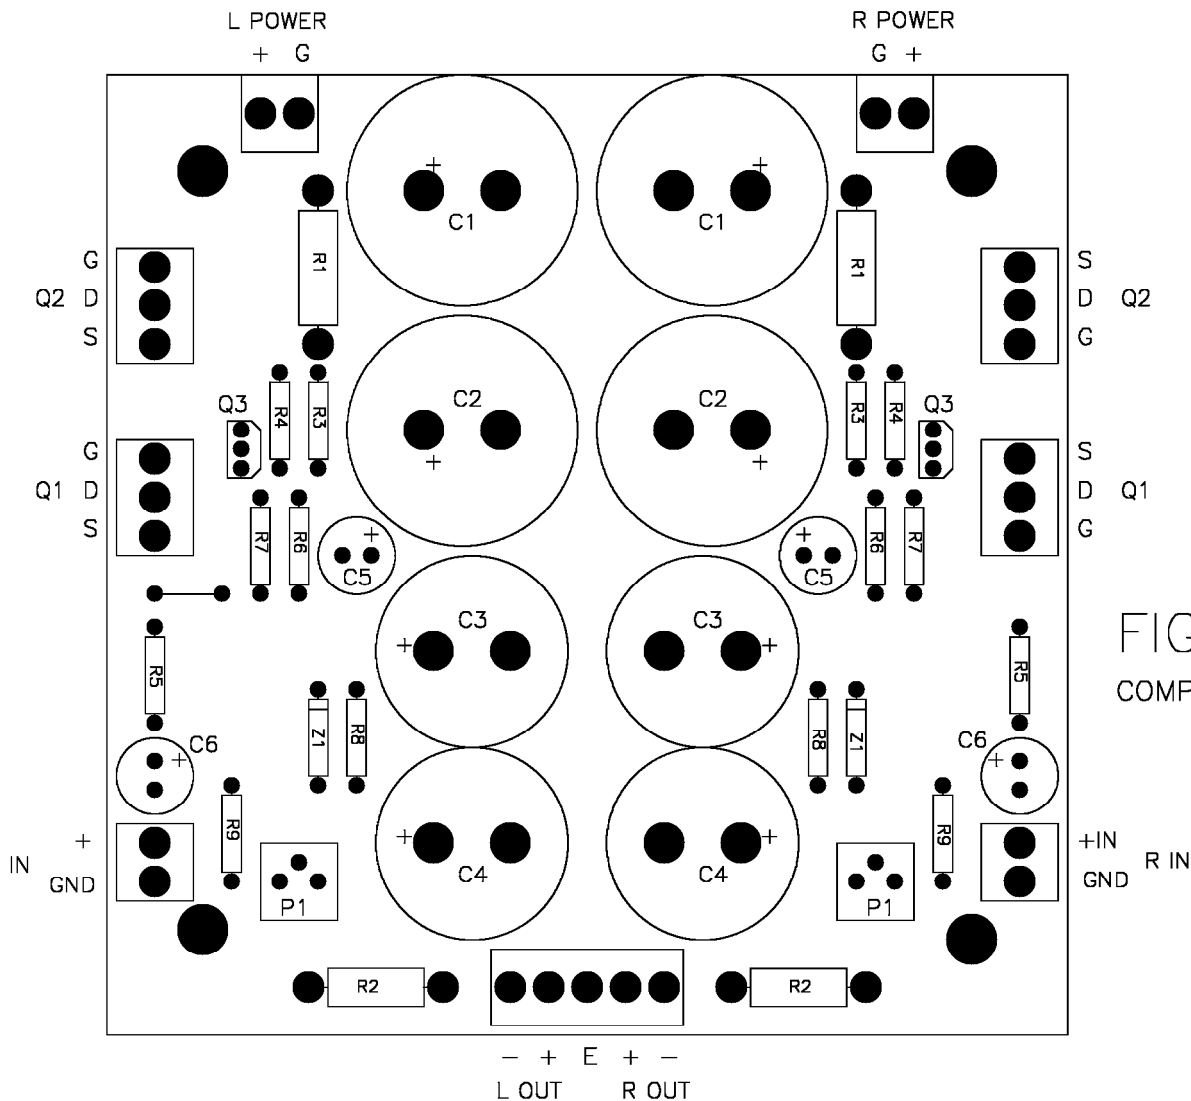 L POWER R POWER
+ G G +
+ +
C1 C1
R1 R1
G S
Q2 D D Q2
S G
C2 C2
Q3 R4 R3 R3 R4 Q3
+ +
G S
Q1 D D Q1
S G
R7 R6 + + R6 R7
C5 C5
C3 C3
+ +
R5 R5
FIG
COMP
Z1 R8 R8 Z1
C6 C6
+ +
R9 R9
+ +
+ +IN
IN R IN
GND GND
C4 C4
P1 P1
R2 R2
- + E + -
L OUT R OUT